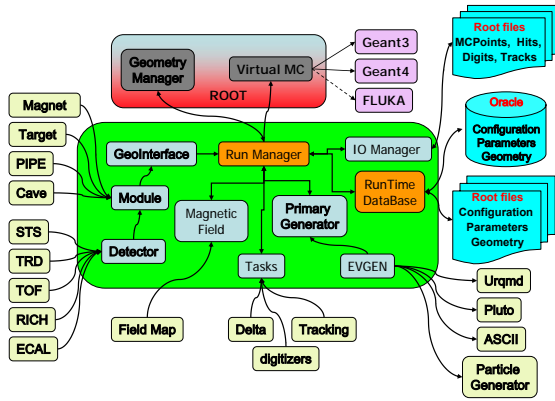 Geometry
Manager
Virtual MC
ROOT
Geant3
Geant4
FLUKA
Root files
MCPoints, Hits,
Digits, Tracks
Magnet
Target
PIPE
Cave
STS
TRD
TOF
RICH
ECAL
GeoInterface
Module
Detector
Run Manager
IO Manager
RunTime
DataBase
Magnetic
Field
Primary
Generator
Tasks
EVGEN
Oracle
Configuration
Parameters
Geometry
Root files
Configuration
Parameters
Geometry
Field Map
Delta
Tracking
digitizers
Urqmd
Pluto
ASCII
Particle
Generator